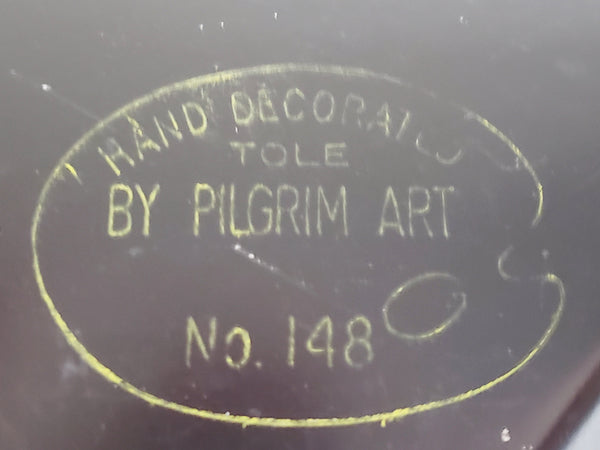 HAND DECORATED
TOLE
BY PILGRIM ART
No. 148